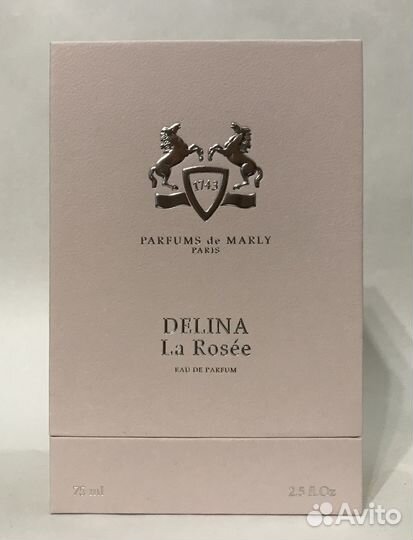 1743
PARFUMS de MARLY
PARIS
DELINA
La Rosée
EAU DE PARFUM
75 ml 2.5 fl.Oz
Avito